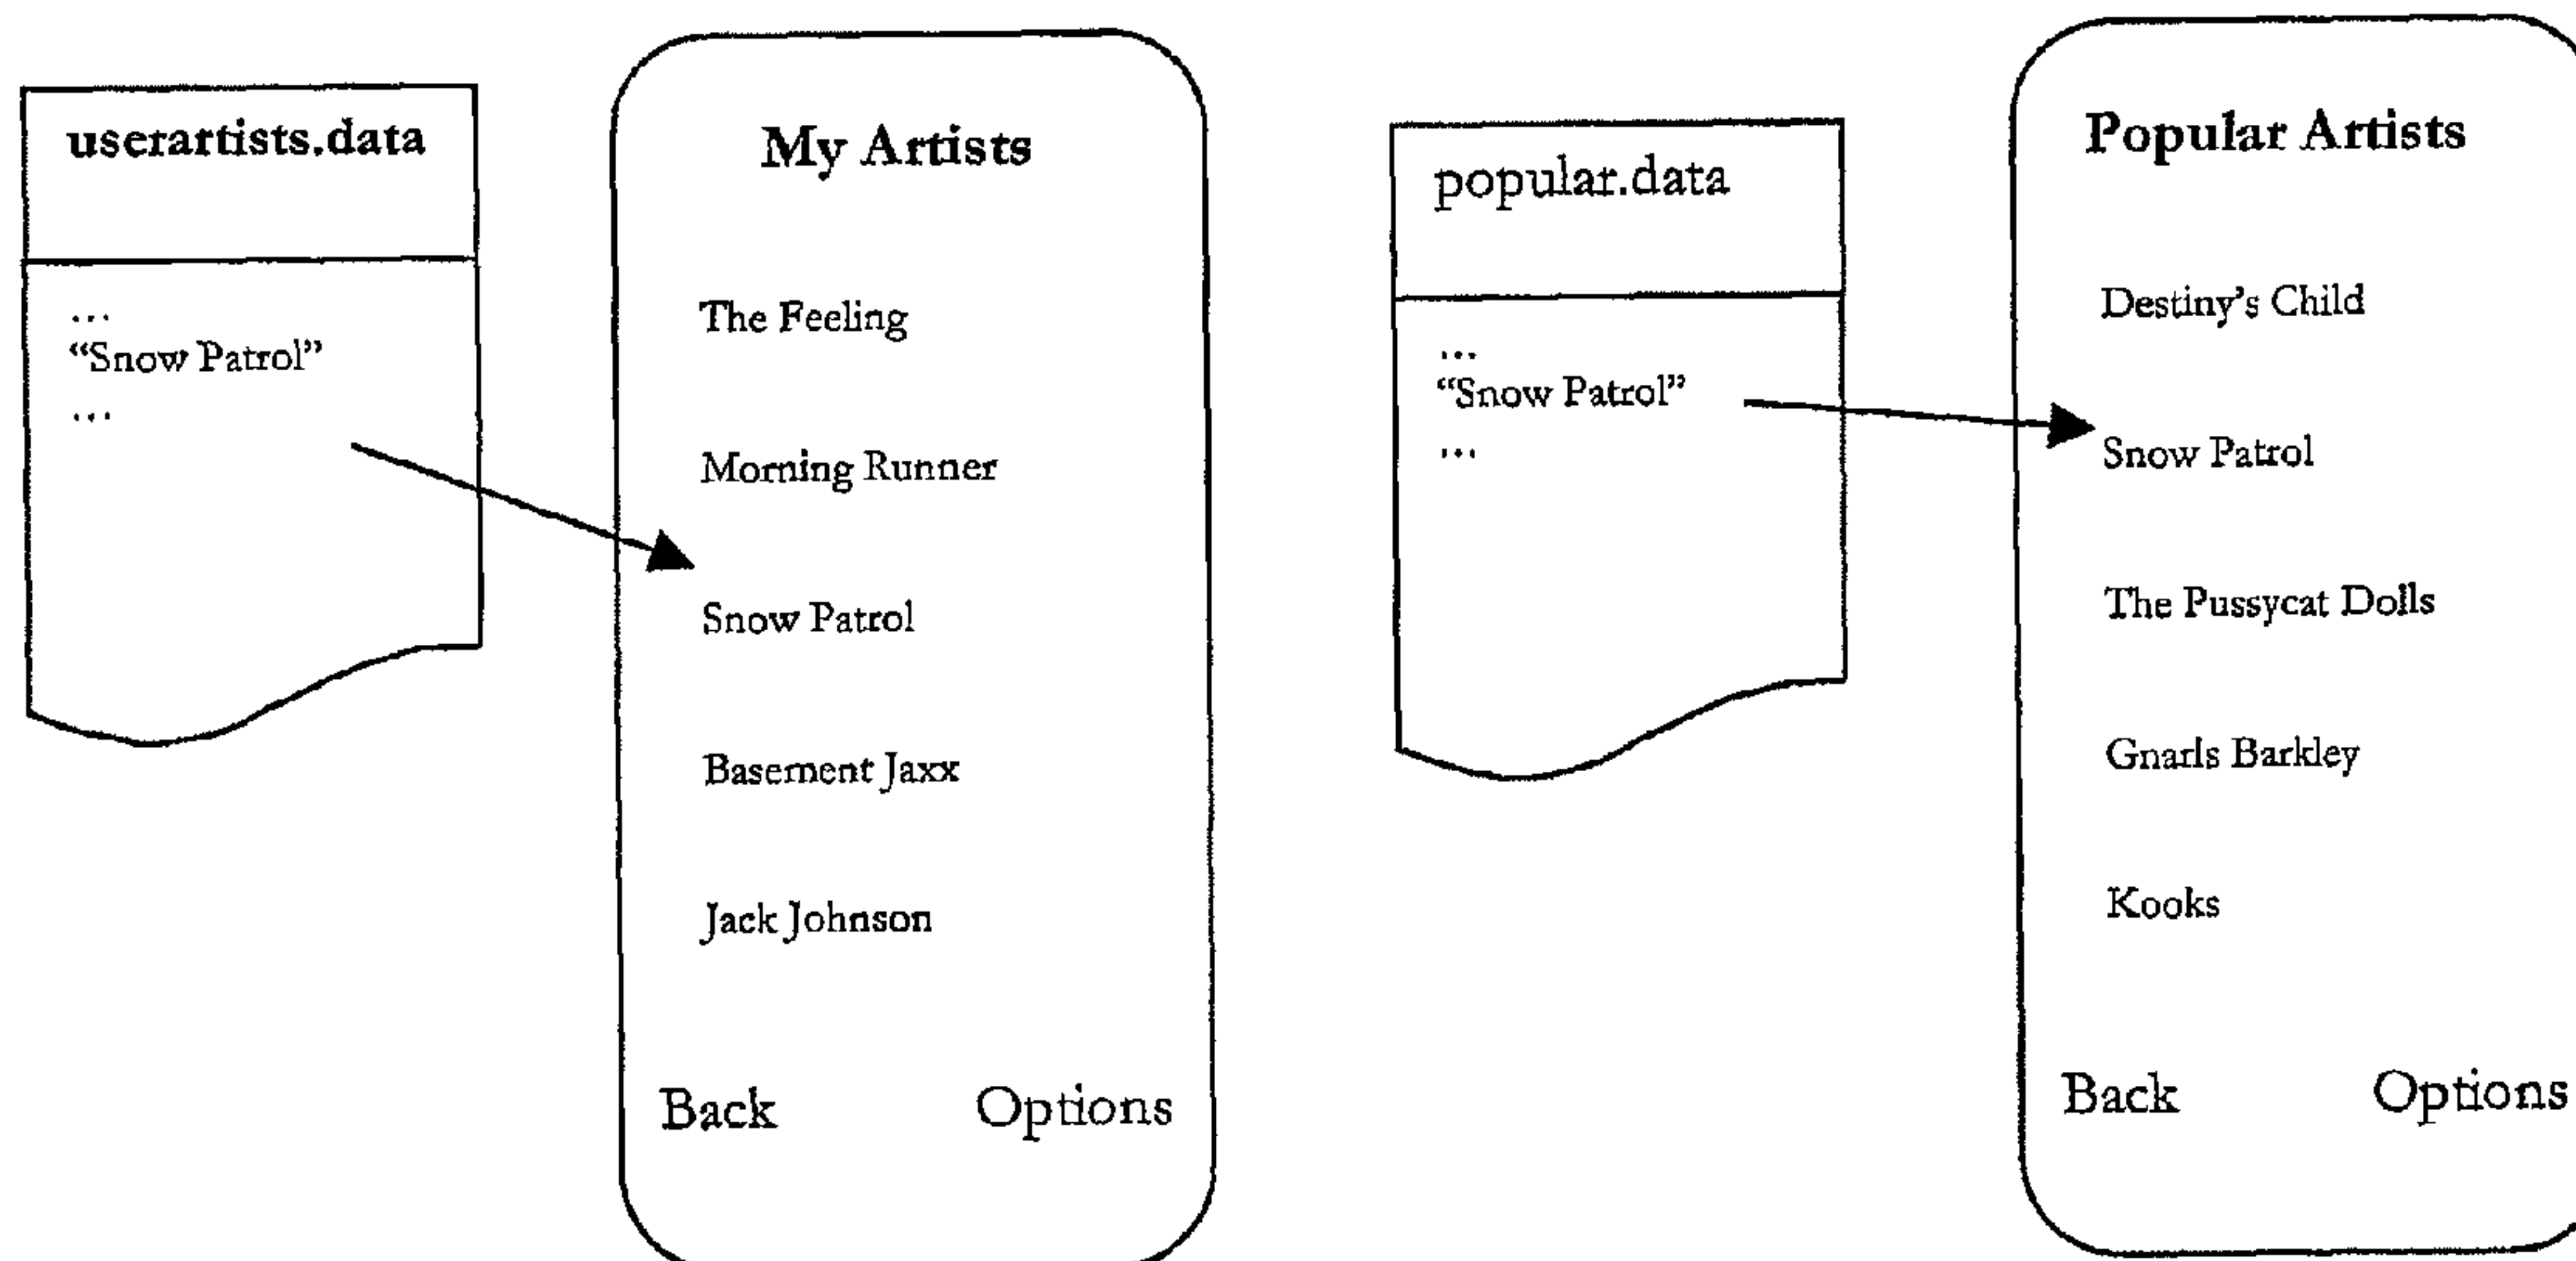 userartists.data
...
“Snow Patrol”
...
My Artists
The Feeling
Morning Runner
Snow Patrol
Basement Jaxx
Jack Johnson
Back
Options
popular.data
...
“Snow Patrol”
...
Popular Artists
Destiny’s Child
Snow Patrol
The Pussycat Dolls
Gnarls Barkley
Kooks
Back
Options